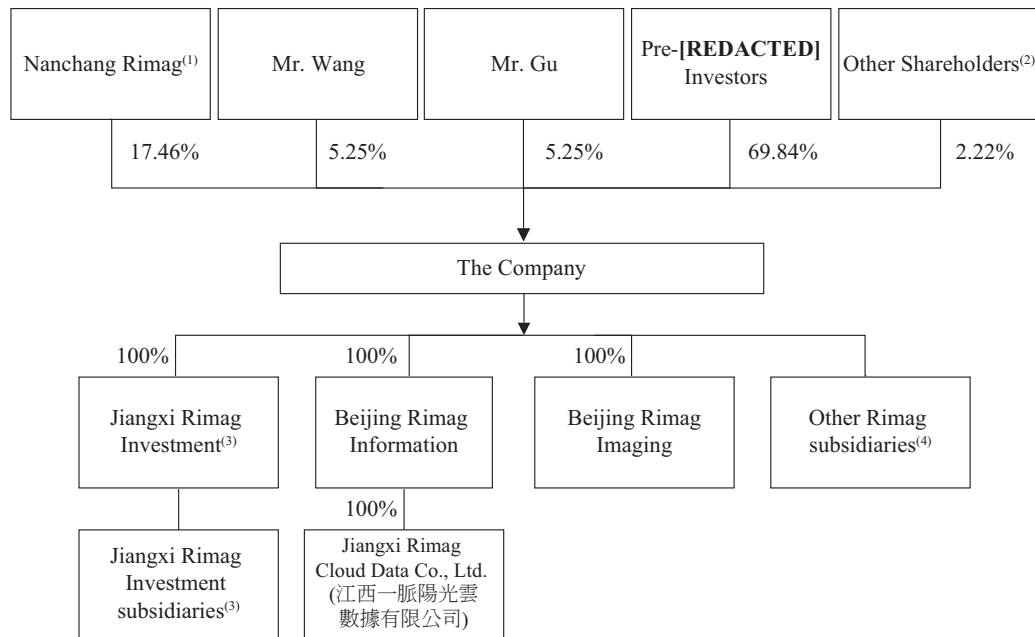 Nanchang Rimag(1)
Mr. Wang
Mr. Gu
Pre-[REDACTED]
Investors
Other Shareholders(2)
17.46%
5.25%
5.25%
69.84%
2.22%
The Company
100%
100%
100%
Jiangxi Rimag
Investment(3)
Beijing Rimag
Information
Beijing Rimag
Imaging
Other Rimag
subsidiaries(4)
100%
Jiangxi Rimag
Investment
subsidiaries(3)
Jiangxi Rimag
Cloud Data Co., Ltd.
(江西一脈陽光雲
數據有限公司)